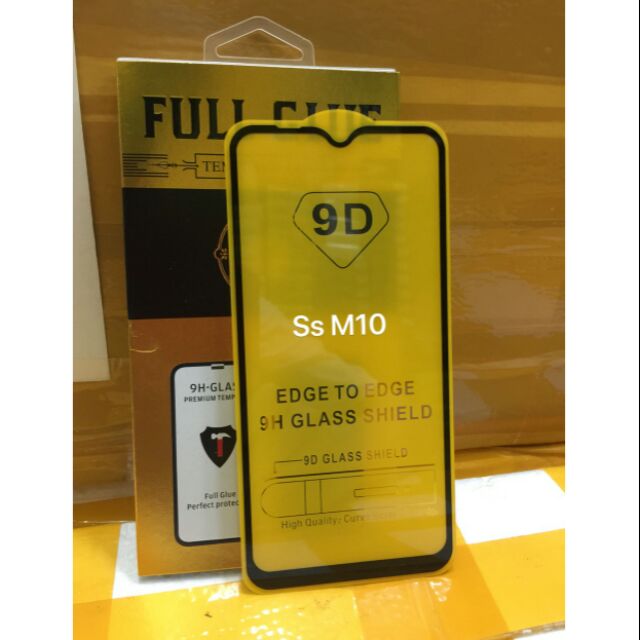 FULL GLUE
9D
Ss M10
EDGE TO EDGE
9H GLASS SHIELD
9D GLASS SHIELD
High Quality,
9H-GLAS
PREMIUM TEMP
Full Glue
Perfect protec